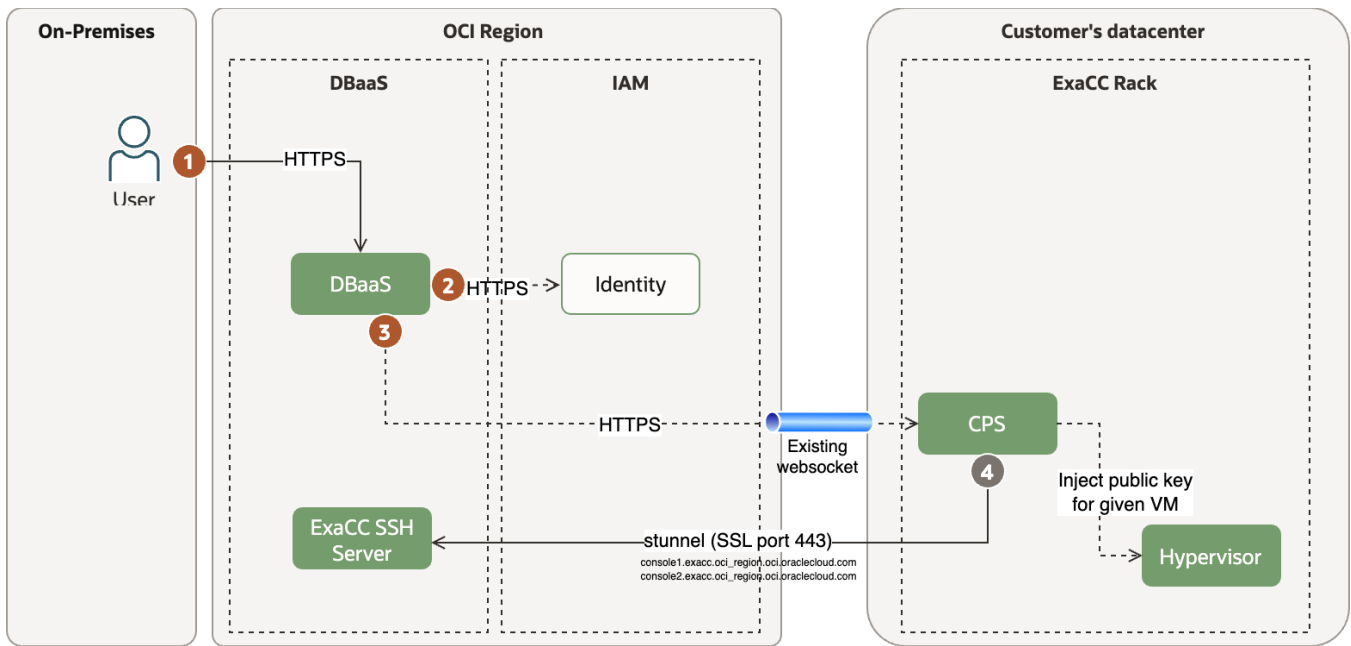 On-Premises
OCI Region
Customer's datacenter
DBaaS
IAM
ExaCC Rack
1
HTTPS
User
DBaaS
2
HTTPS
Identity
3
HTTPS
Existing
websocket
CPS
4
Inject public key
for given VM
ExaCC SSH
Server
stunnel (SSL port 443)
console1.exacc.oci_region.oci.oraclecloud.com
console2.exacc.oci_region.oci.oraclecloud.com
Hypervisor